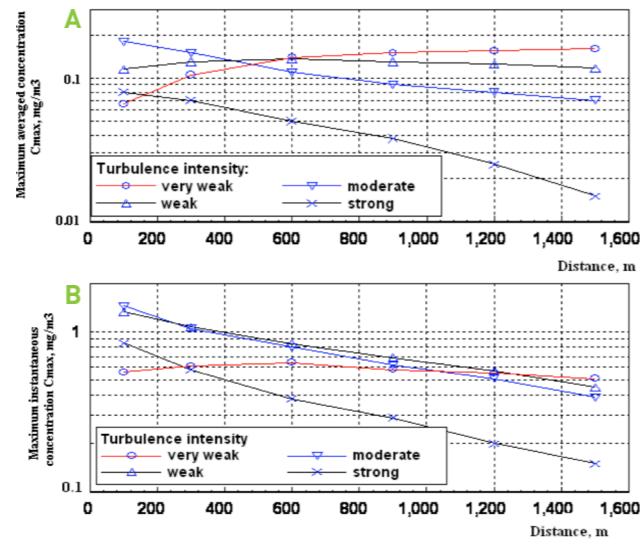 A
Maximum averaged concentration
Cmax, mg/m3
0.1
0.01
Turbulence intensity:
very weak
moderate
weak
strong
0 200 400 600 800 1,000 1,200 1,400 1,600
Distance, m
B
Maximum instantaneous
concentration Cmax, mg/m3
1
0.1
Turbulence intensity
very weak
moderate
weak
strong
0 200 400 600 800 1,000 1,200 1,400 1,600
Distance, m